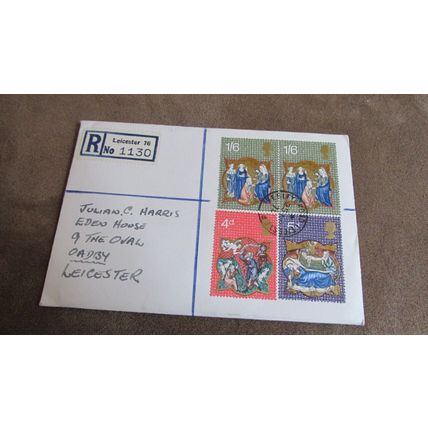 R
Leicester 76
No 1130
1/6
1/6
JULIAN. C. HARRIS
EDEN HOUSE
9 THE OVAL
OADBY
LEICESTER
4d
5d